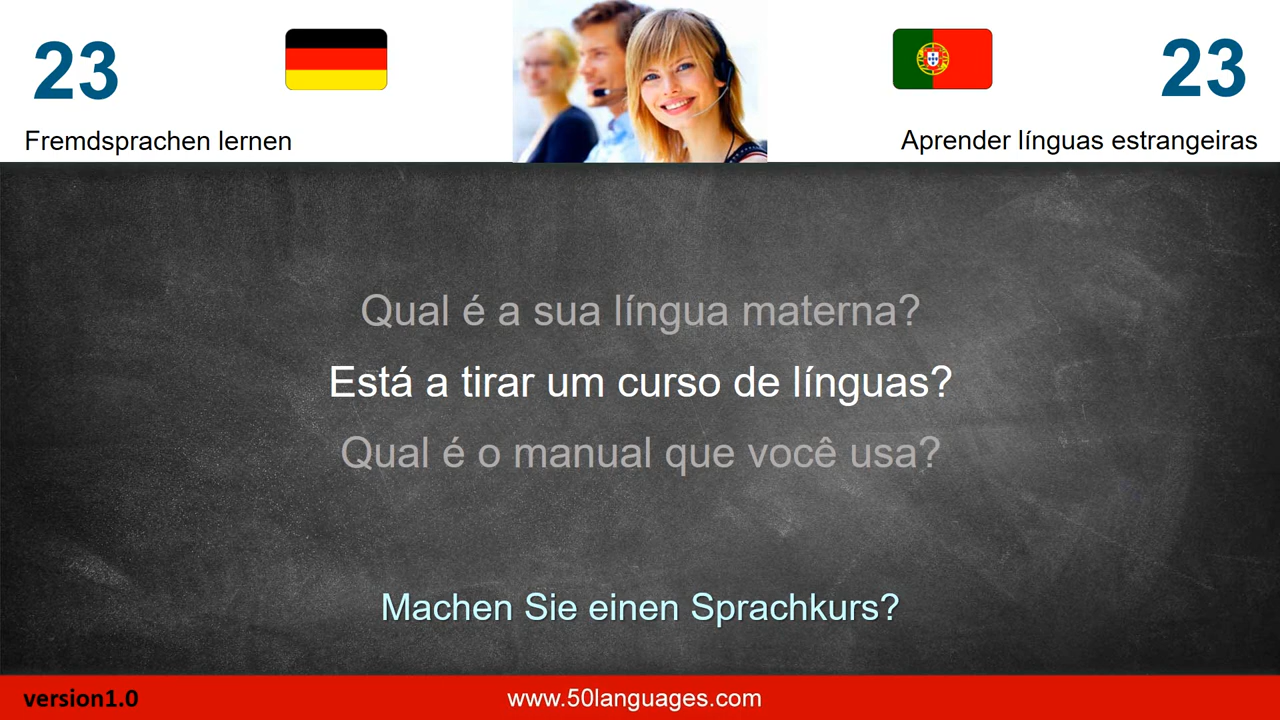 23
23
Fremdsprachen lernen
Aprender línguas estrangeiras
Qual é a sua língua materna?
Está a tirar um curso de línguas?
Qual é o manual que você usa?
Machen Sie einen Sprachkurs?
version1.0
www.50languages.com